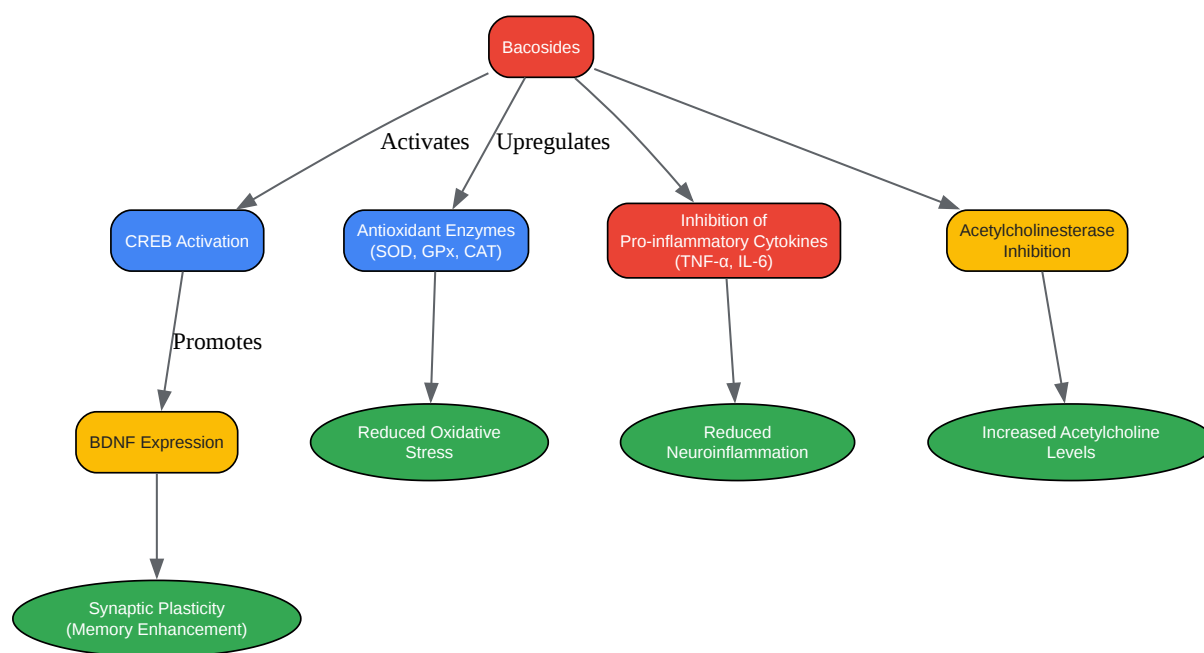 Bacosides
Activates
Upregulates
CREB Activation
Antioxidant Enzymes
(SOD, GPx, CAT)
Inhibition of
Pro-inflammatory Cytokines
(TNF-α, IL-6)
Acetylcholinesterase
Inhibition
Promotes
BDNF Expression
Reduced Oxidative
Stress
Reduced
Neuroinflammation
Increased Acetylcholine
Levels
Synaptic Plasticity
(Memory Enhancement)